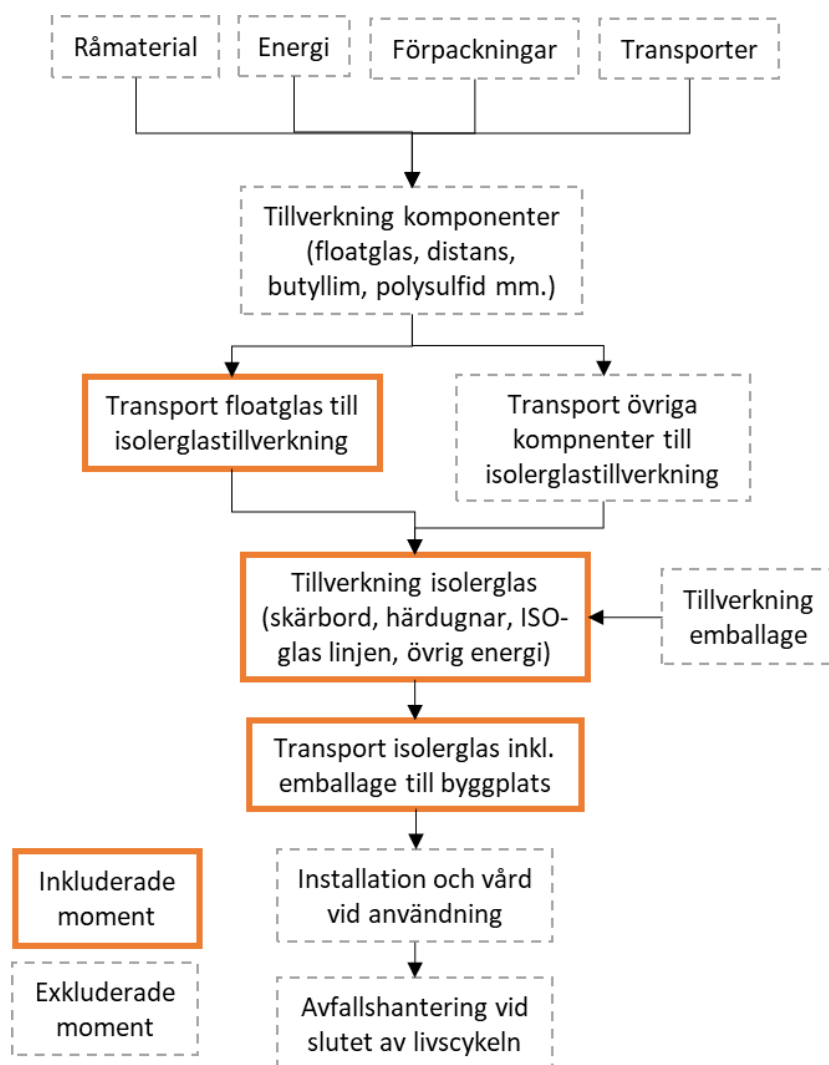 Råmaterial
Energi
Förpackningar
Transporter
Tillverkning komponenter
(floatglas, distans,
butyllim, polysulfid mm.)
Transport floatglas till
isolerglastillverkning
Transport övriga
kompnenter till
isolerglastillverkning
Tillverkning isolerglas
(skärbord, härdugnar, ISO-
glas linjen, övrig energi)
Tillverkning
emballage
Transport isolerglas inkl.
emballage till byggplats
Inkluderade
moment
Installation och vård
vid användning
Exkluderade
moment
Avfallshantering vid
slutet av livscykeln